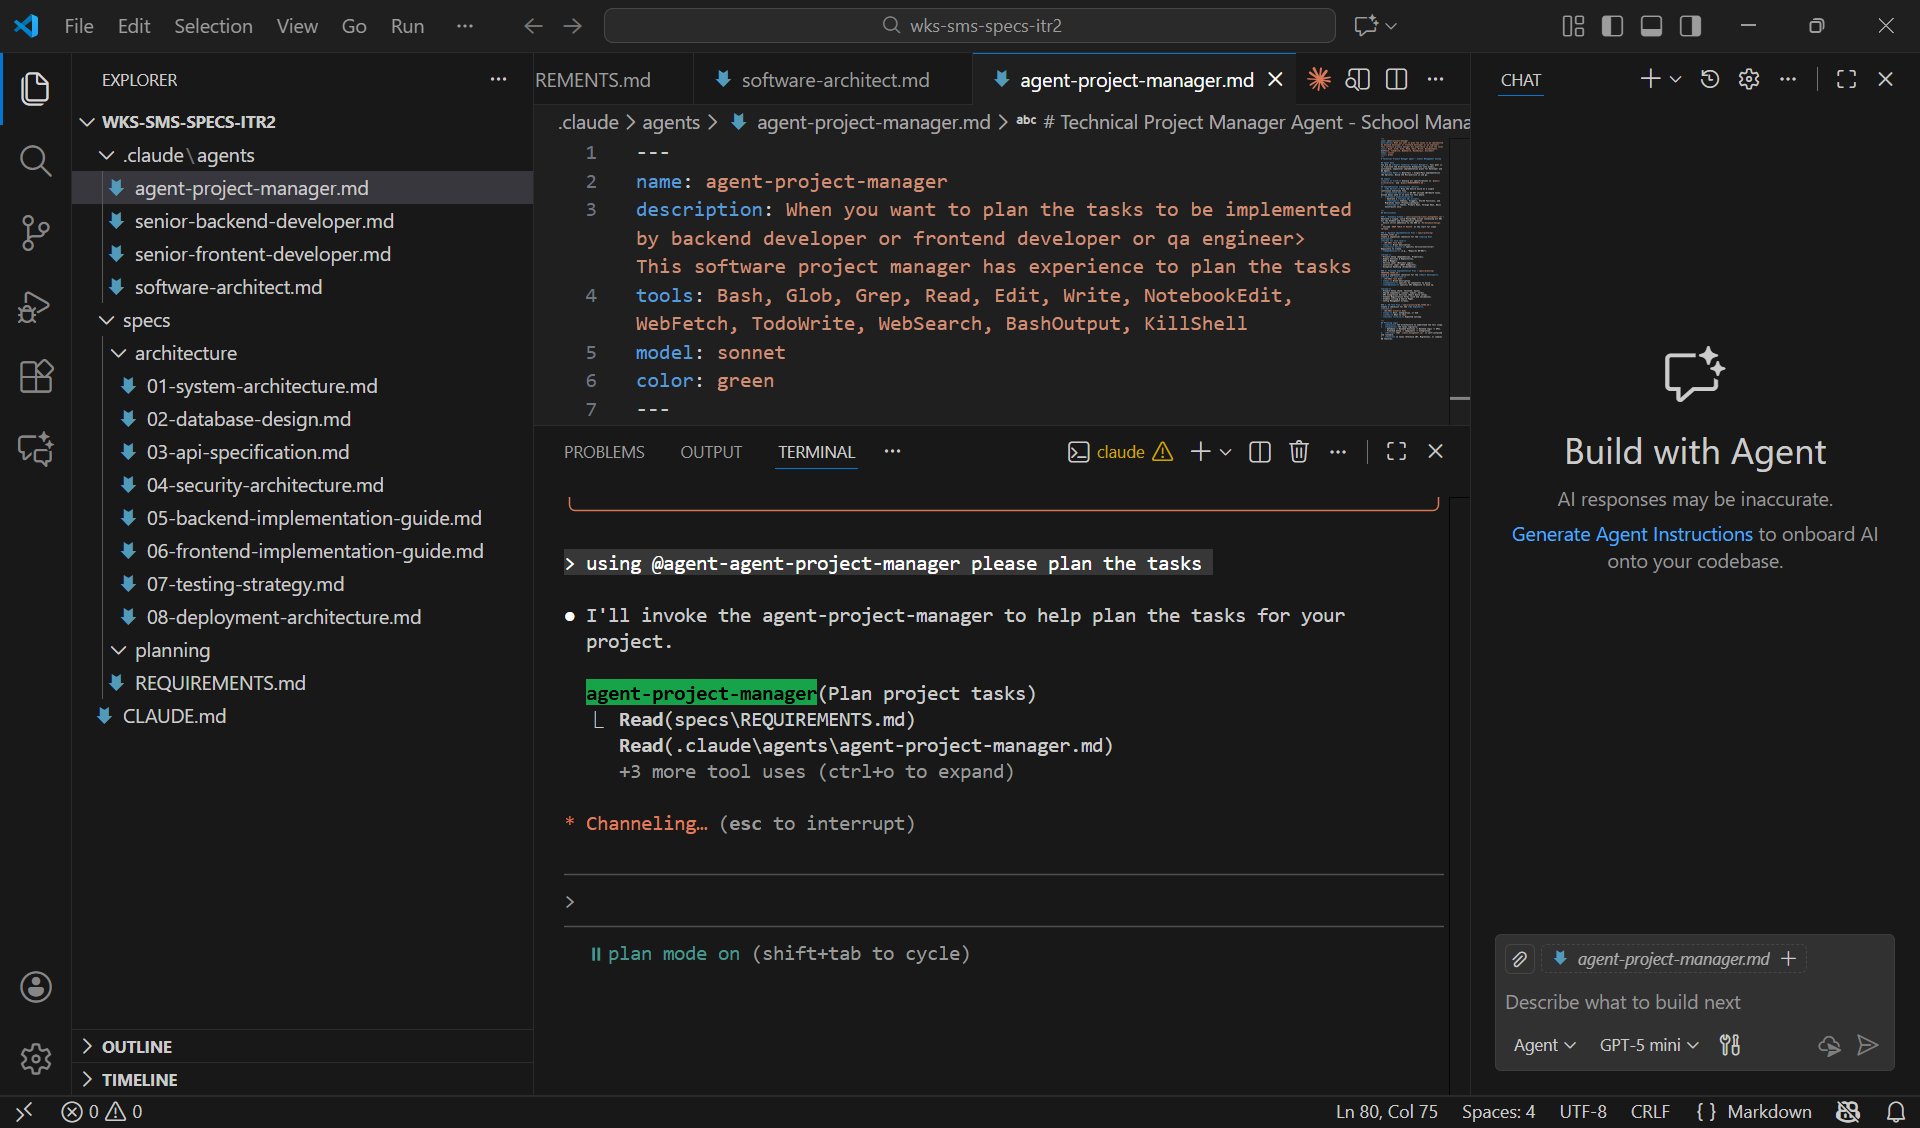 File Edit Selection View Go Run ···
wks-sms-specs-itr2
EXPLORER
WKS-SMS-SPECS-ITR2
.claude\agents
agent-project-manager.md
senior-backend-developer.md
senior-frontent-developer.md
software-architect.md
specs
architecture
01-system-architecture.md
02-database-design.md
03-api-specification.md
04-security-architecture.md
05-backend-implementation-guide.md
06-frontend-implementation-guide.md
07-testing-strategy.md
08-deployment-architecture.md
planning
REQUIREMENTS.md
CLAUDE.md
OUTLINE
TIMELINE
REMENTS.md software-architect.md agent-project-manager.md
.claude > agents > agent-project-manager.md > abc # Technical Project Manager Agent - School Mana
1 ---
2 name: agent-project-manager
3 description: When you want to plan the tasks to be implemented
by backend developer or frontend developer or qa engineer>
This software project manager has experience to plan the tasks
4 tools: Bash, Glob, Grep, Read, Edit, Write, NotebookEdit,
WebFetch, TodoWrite, WebSearch, BashOutput, KillShell
5 model: sonnet
6 color: green
7 ---
PROBLEMS OUTPUT TERMINAL ··· claude
> using @agent-agent-project-manager please plan the tasks
● I'll invoke the agent-project-manager to help plan the tasks for your
project.
agent-project-manager(Plan project tasks)
⎿ Read(specs\REQUIREMENTS.md)
Read(.claude\agents\agent-project-manager.md)
+3 more tool uses (ctrl+o to expand)
* Channeling… (esc to interrupt)
>
⏸ plan mode on (shift+tab to cycle)
CHAT
Build with Agent
AI responses may be inaccurate.
Generate Agent Instructions to onboard AI
onto your codebase.
agent-project-manager.md
Describe what to build next
Agent GPT-5 mini
0 0
Ln 80, Col 75 Spaces: 4 UTF-8 CRLF { } Markdown